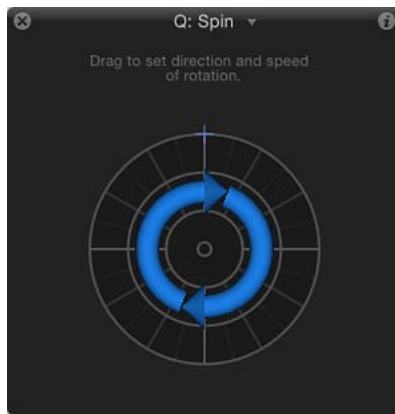 Q: Spin
Drag to set direction and speed
of rotation.